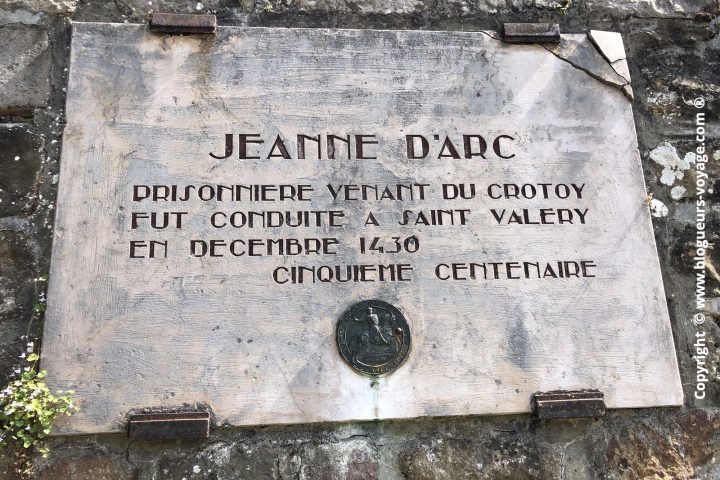 JEANNE D'ARC
PRISONNIERE VENANT DU CROTOY
FUT CONDUITE A SAINT VALERY
EN DECEMBRE 1430
CINQUIEME CENTENAIRE
Copyright © www.blogueurs-voyage.com ®